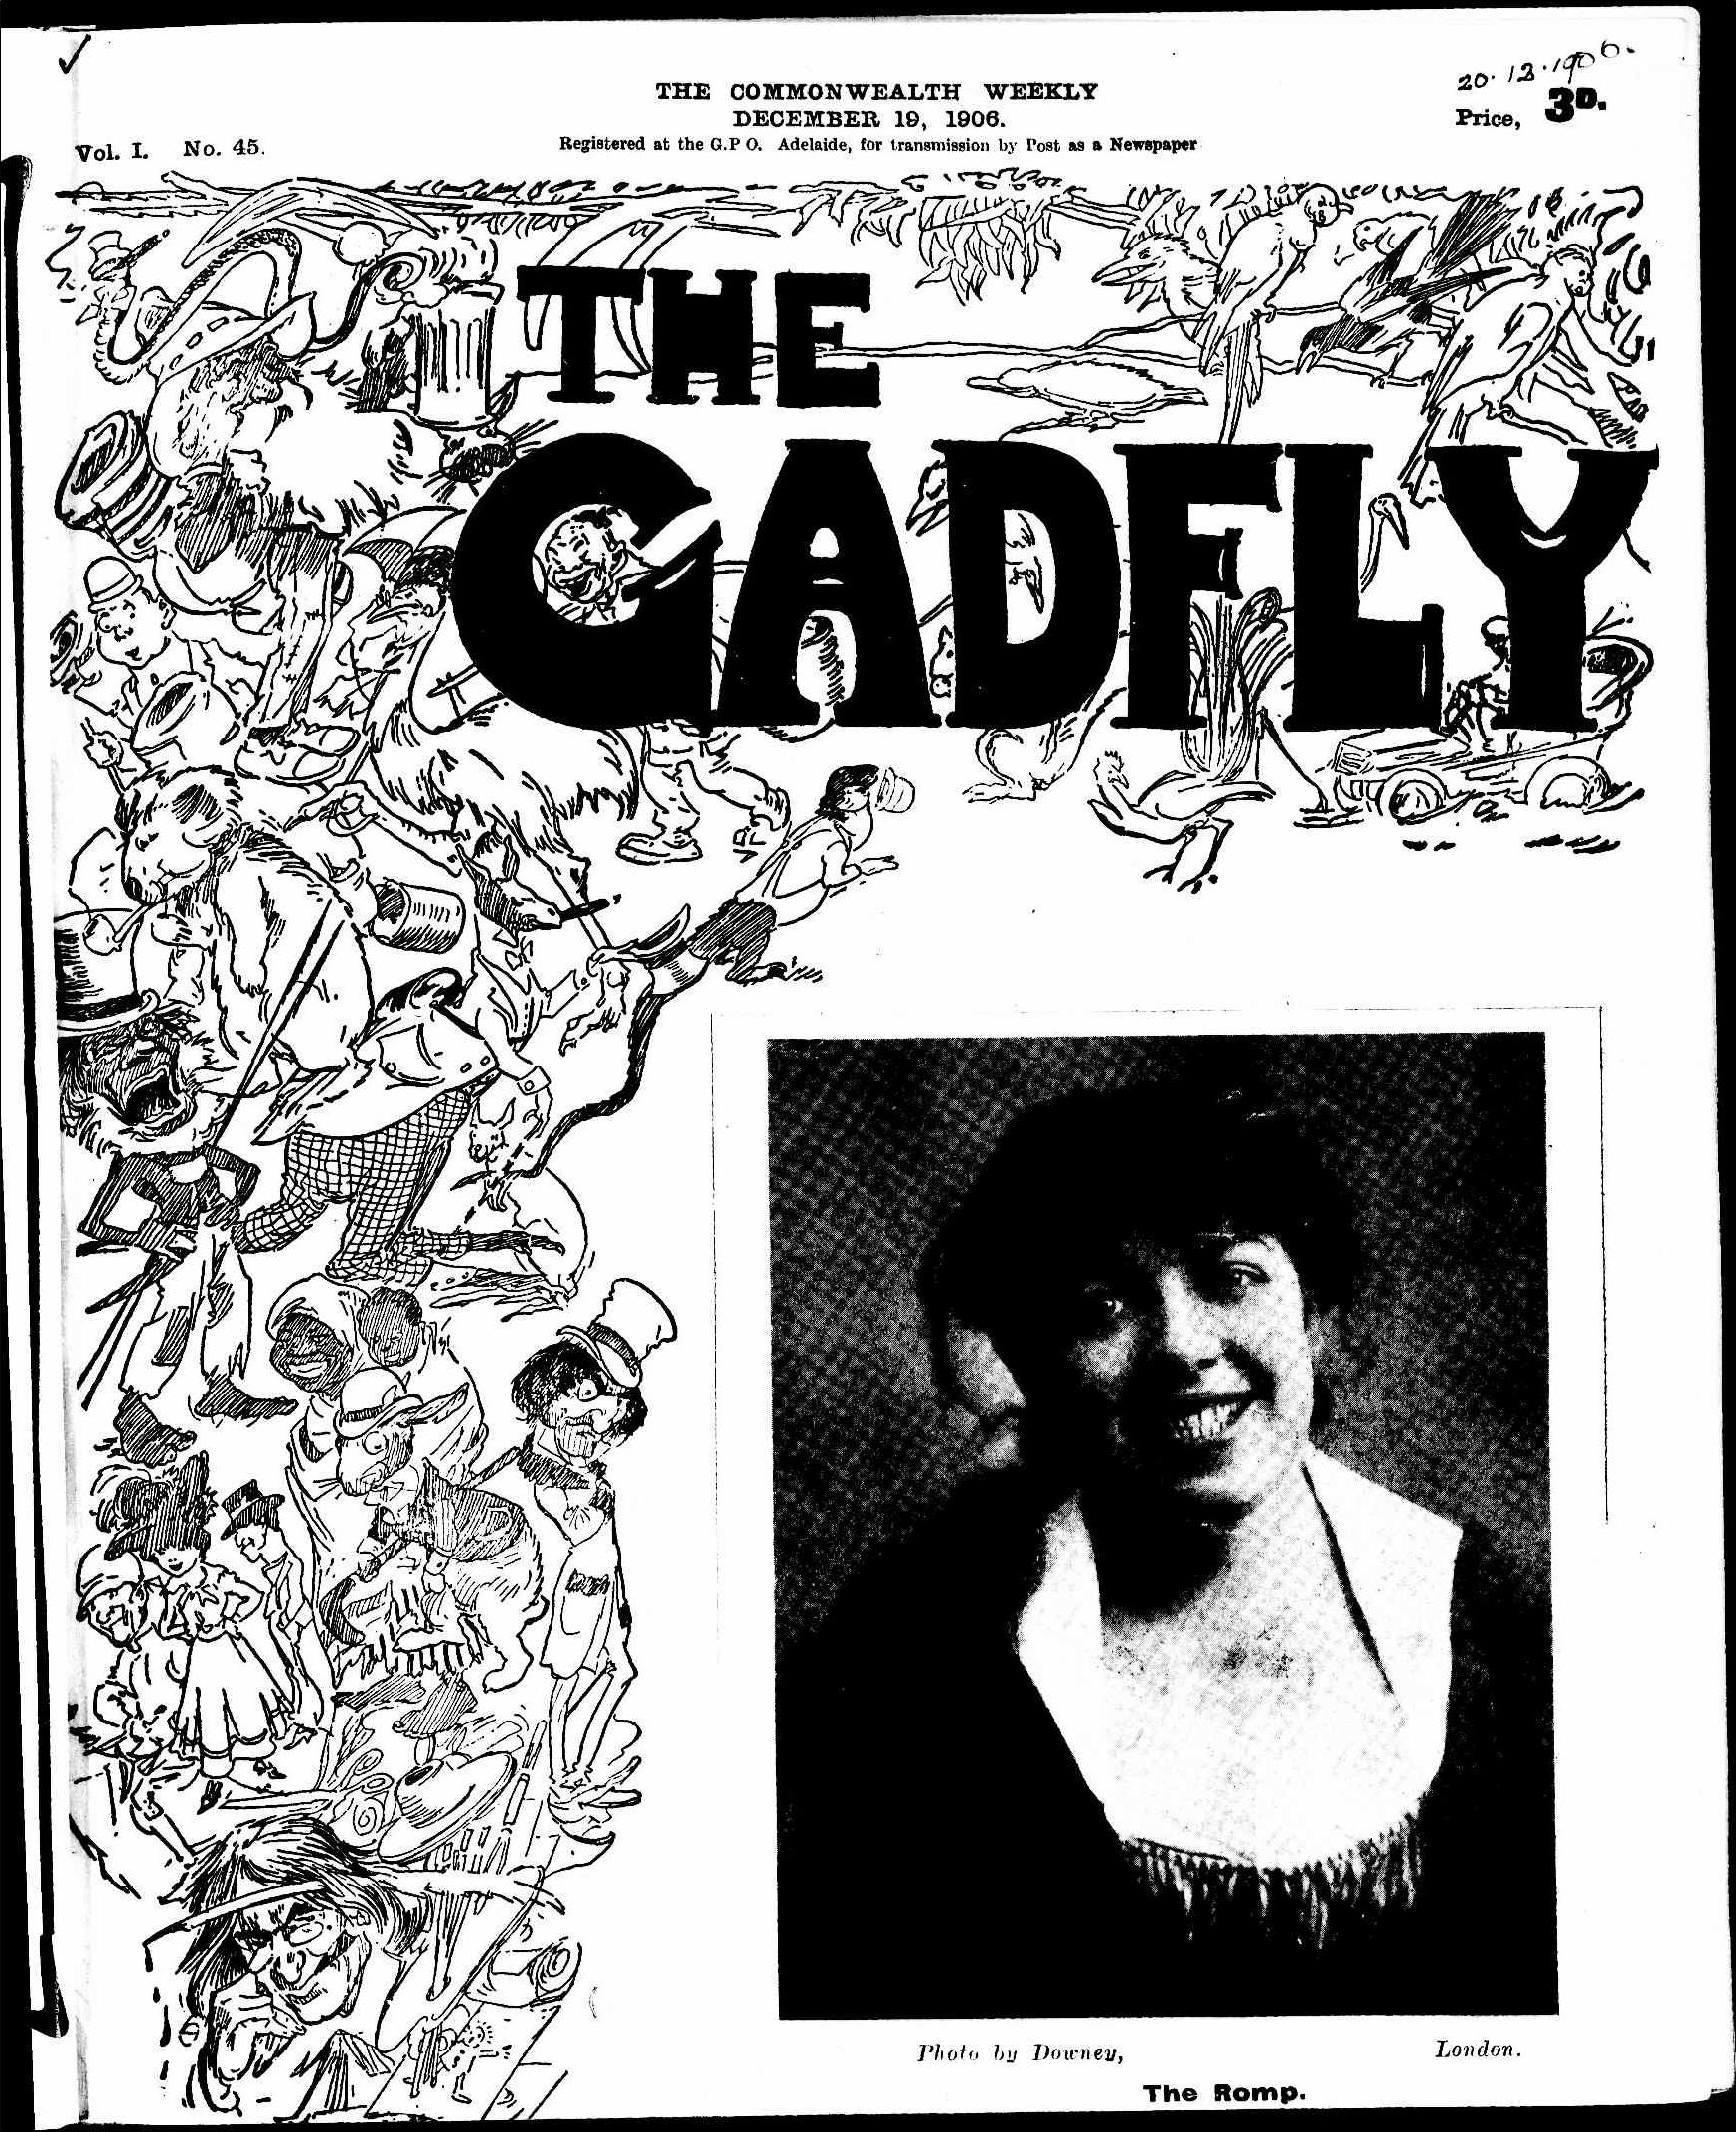 20.12.1906.
THE COMMONWEALTH WEEKLY
DECEMBER 19, 1906.
Price, 3D.
Vol. I. No. 45.
Registered at the G.P O. Adelaide, for transmission by Post as a Newspaper
THE
GADFLY
Photo by Downey, London.
The Romp.